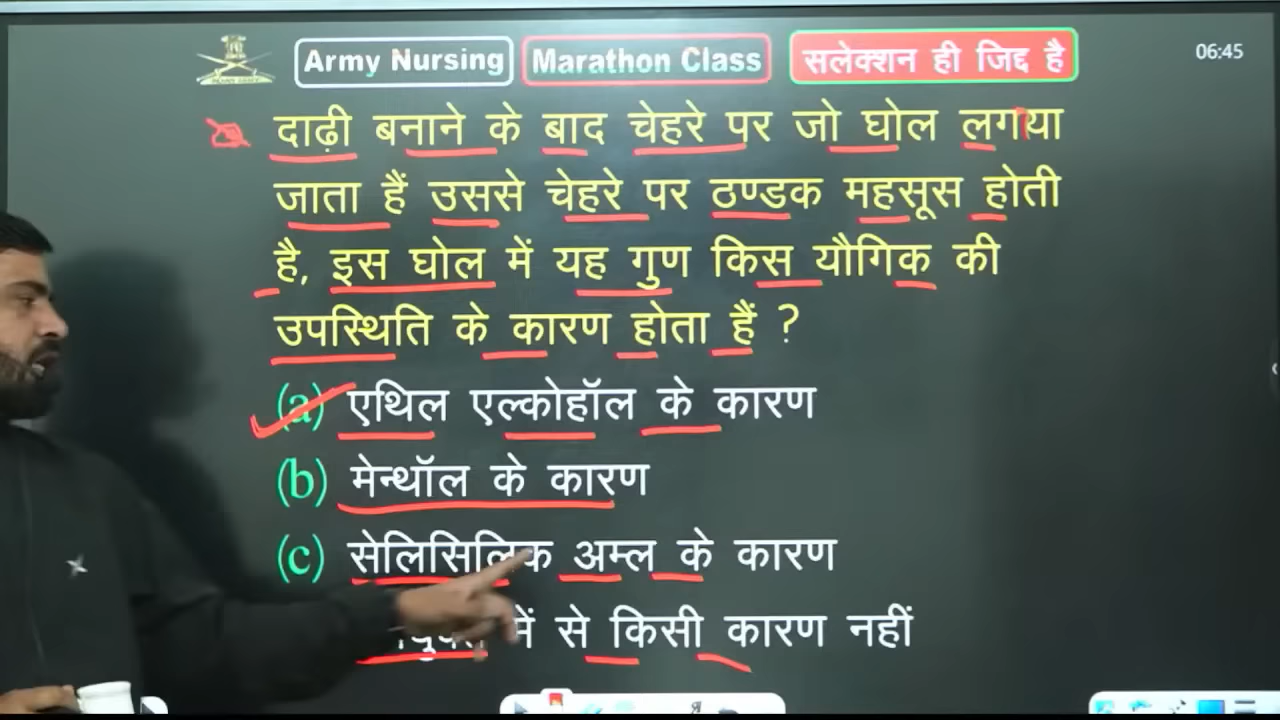 Army Nursing Marathon Class सलेक्शन ही जिद्द है 06:45
दाढ़ी बनाने के बाद चेहरे पर जो घोल लगाया
जाता हैं उससे चेहरे पर ठण्डक महसूस होती
है, इस घोल में यह गुण किस यौगिक की
उपस्थिति के कारण होता हैं ?
(a) एथिल एल्कोहॉल के कारण
(b) मेन्थॉल के कारण
(c) सेलिसिलिक अम्ल के कारण
में से किसी कारण नहीं